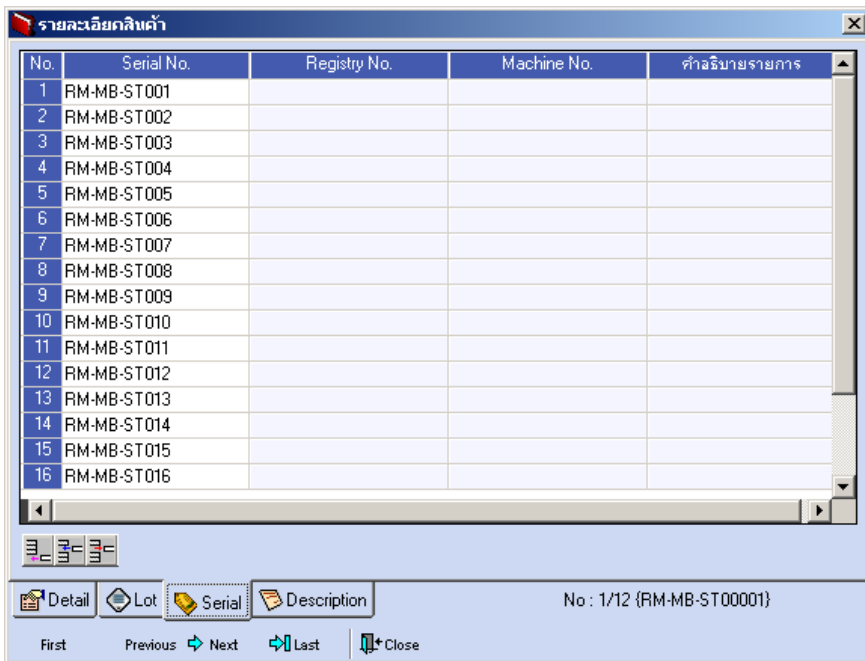 รายละเอียดสินค้า
No. Serial No. Registry No. Machine No. คำอธิบายรายการ
1 RM-MB-ST001
2 RM-MB-ST002
3 RM-MB-ST003
4 RM-MB-ST004
5 RM-MB-ST005
6 RM-MB-ST006
7 RM-MB-ST007
8 RM-MB-ST008
9 RM-MB-ST009
10 RM-MB-ST010
11 RM-MB-ST011
12 RM-MB-ST012
13 RM-MB-ST013
14 RM-MB-ST014
15 RM-MB-ST015
16 RM-MB-ST016
Detail Lot Serial Description No : 1/12 {RM-MB-ST00001}
First Previous Next Last Close